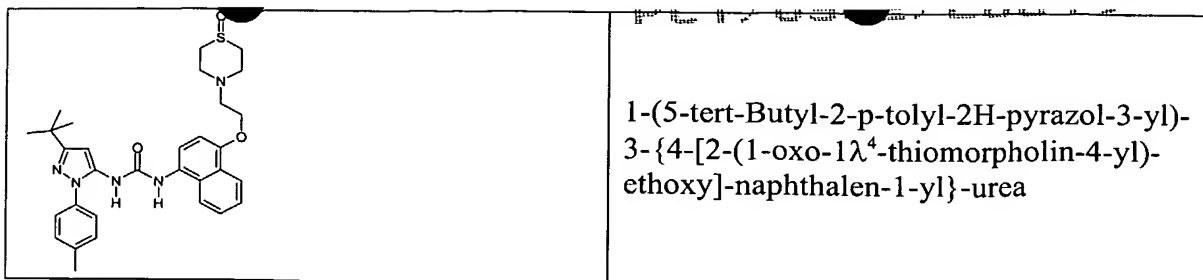 1-(5-tert-Butyl-2-p-tolyl-2H-pyrazol-3-yl)-
3-{4-[2-(1-oxo-1λ⁴-thiomorpholin-4-yl)-
ethoxy]-naphthalen-1-yl}-urea
O
S
N
O
O
N
N
N
N
H
H